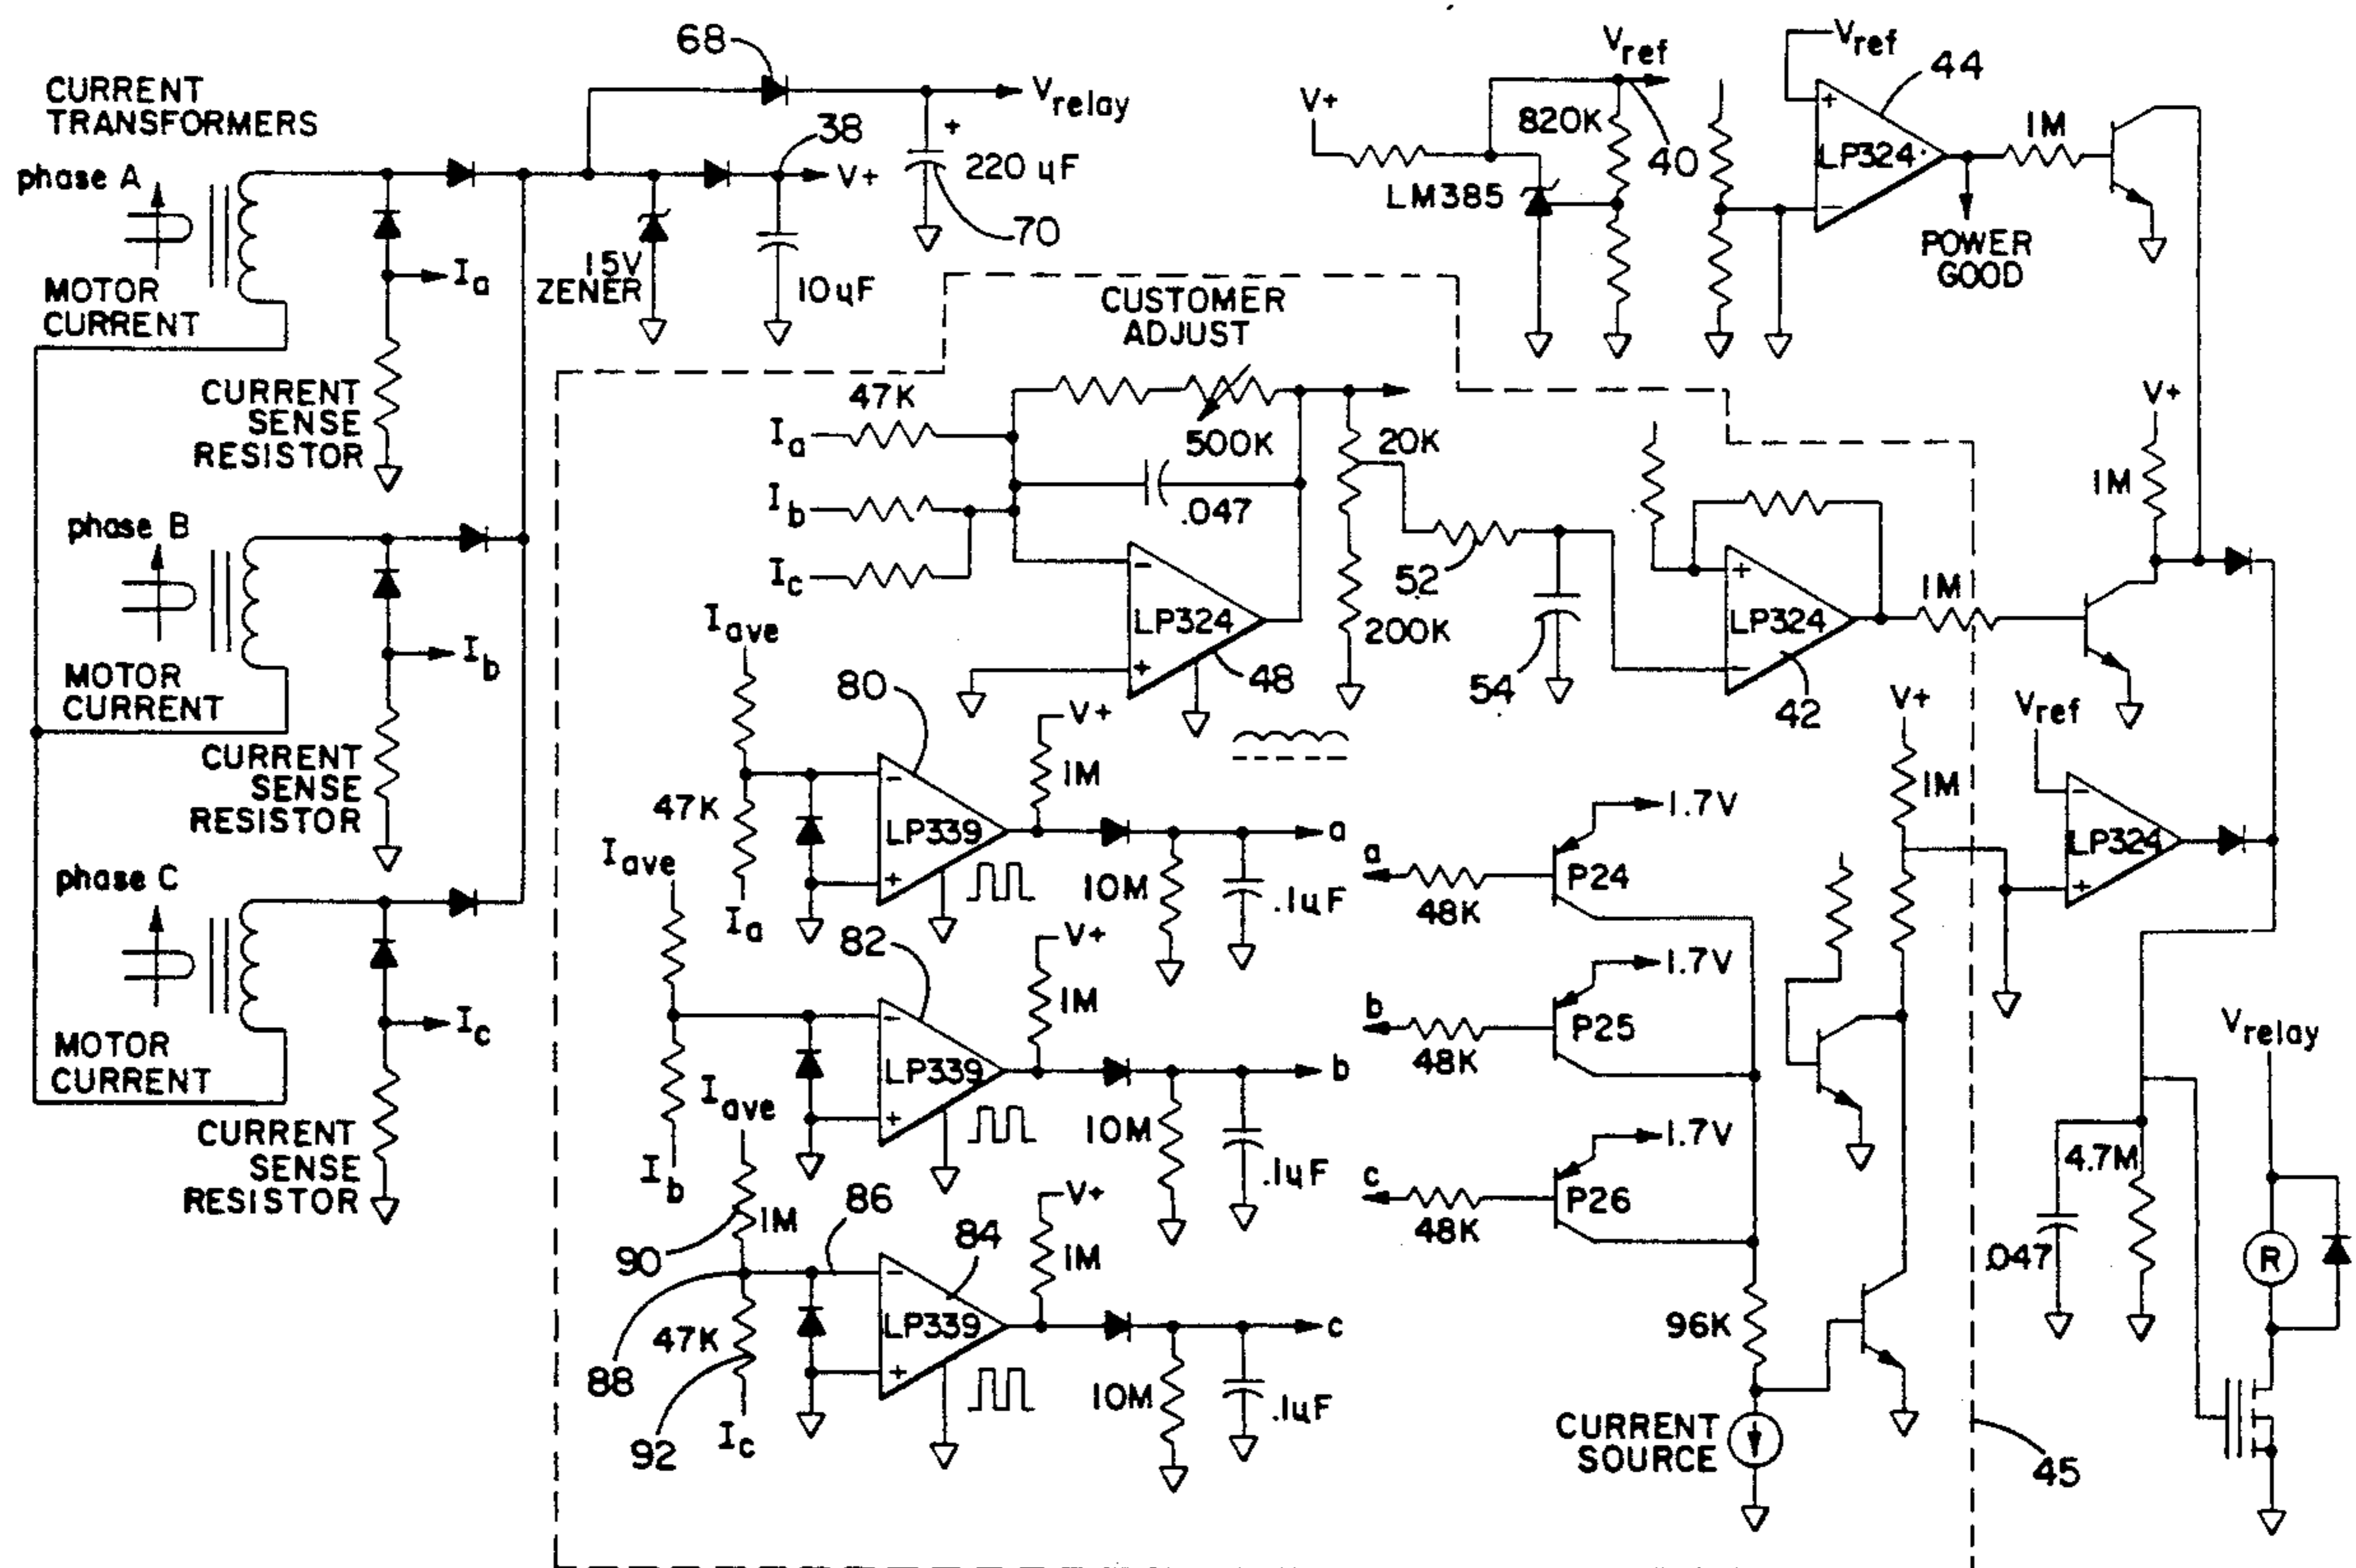 CURRENT
TRANSFORMERS
phase A
MOTOR
CURRENT
CURRENT
SENSE
RESISTOR
Ia
68
Vrelay
+
220 uF
70
38
V+
15V
ZENER
10uF
phase B
MOTOR
CURRENT
CURRENT
SENSE
RESISTOR
Ib
phase C
MOTOR
CURRENT
CURRENT
SENSE
RESISTOR
Ic
V+
Vref
820K
40
LM385
Vref
44
+
LP324
−
1M
POWER
GOOD
CUSTOMER
ADJUST
47K
Ia
Ib
Ic
500K
.047
20K
200K
−
LP324
+
48
52
54
+
LP324
−
42
1M
V+
1M
Iave
80
47K
Ia
−
LP339
+
V+
1M
10M
.1uF
a
Iave
82
Ib
−
LP339
+
V+
1M
10M
.1uF
b
Iave
90
1M
86
84
88
47K
92
Ic
−
LP339
+
V+
1M
10M
.1uF
c
a
48K
1.7V
P24
b
48K
1.7V
P25
c
48K
1.7V
P26
96K
CURRENT
SOURCE
V+
1M
Vref
−
LP324
+
45
4.7M
.047
Vrelay
R